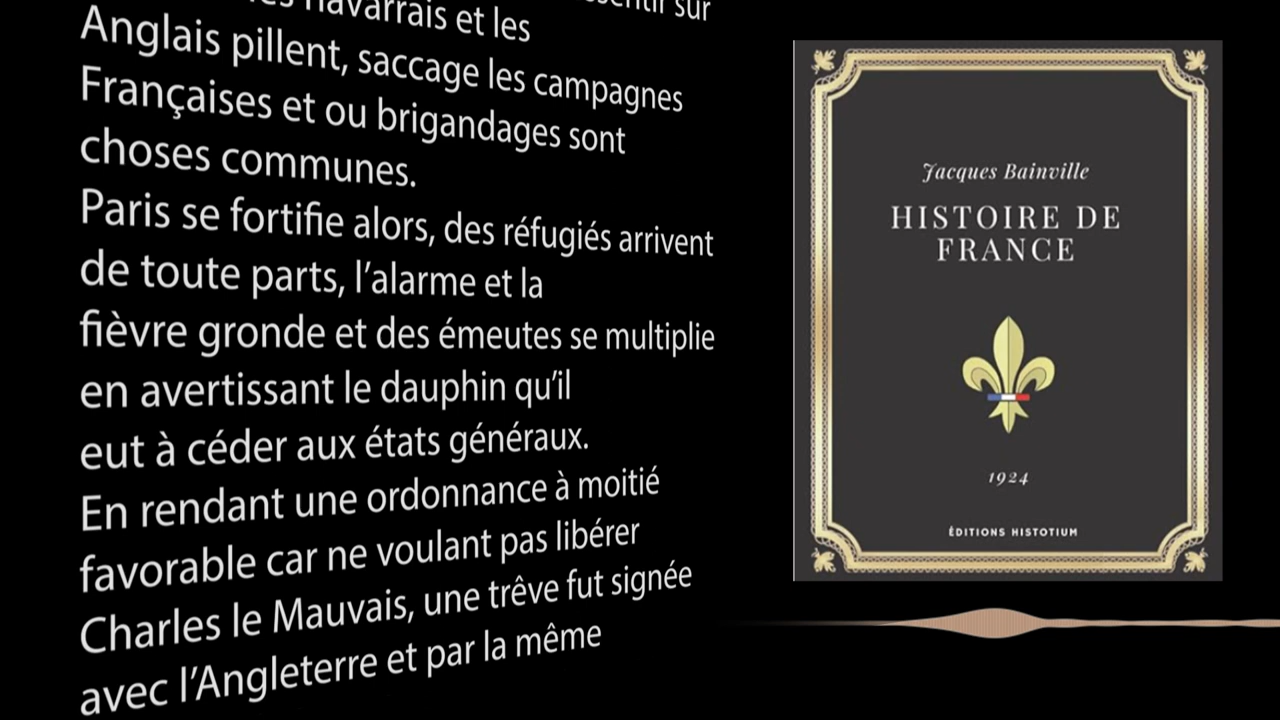 navarrais et les
Anglais pillent, saccage les campagnes
Françaises et ou brigandages sont
choses communes.
Paris se fortifie alors, des réfugiés arrivent
de toute parts, l’alarme et la
fièvre gronde et des émeutes se multiplie
en avertissant le dauphin qu’il
eut à céder aux états généraux.
En rendant une ordonnance à moitié
favorable car ne voulant pas libérer
Charles le Mauvais, une trêve fut signée
avec l’Angleterre et par la même
Jacques Bainville
HISTOIRE DE
FRANCE
1924
ÉDITIONS HISTOTIUM